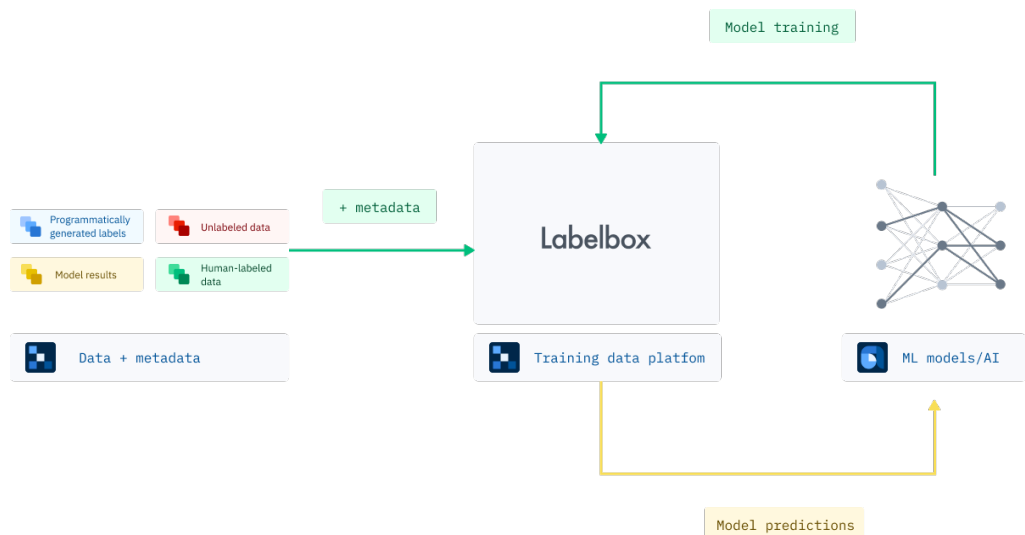 Model training
+ metadata
Programmatically
generated labels
Unlabeled data
Model results
Human-labeled
data
Labelbox
Data + metadata
Training data platfom
ML models/AI
Model predictions